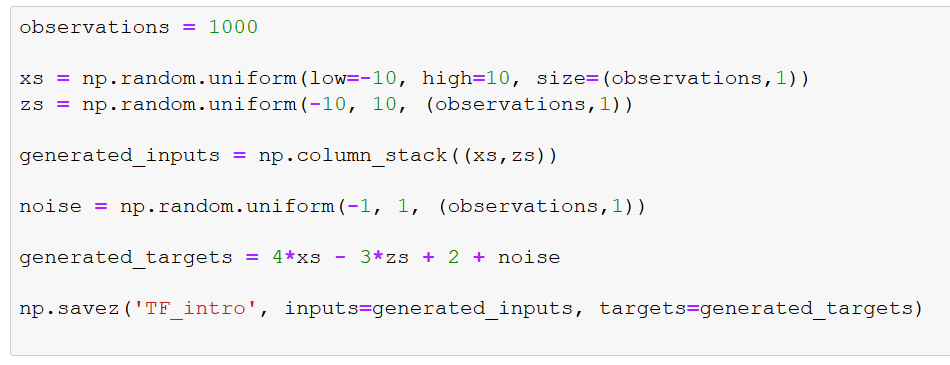 observations = 1000
xs = np.random.uniform(low=-10, high=10, size=(observations,1))
zs = np.random.uniform(-10, 10, (observations,1))
generated_inputs = np.column_stack((xs,zs))
noise = np.random.uniform(-1, 1, (observations,1))
generated_targets = 4*xs - 3*zs + 2 + noise
np.savez('TF_intro', inputs=generated_inputs, targets=generated_targets)